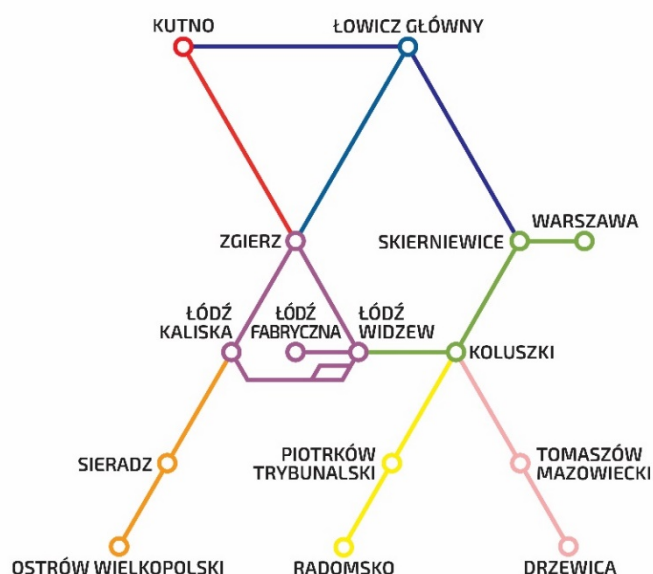 KUTNO
ŁOWICZ GŁÓWNY
WARSZAWA
ZGIERZ
SKIERNIEWICE
ŁÓDŹ
KALISKA
ŁÓDŹ
FABRYCZNA
ŁÓDŹ
WIDZEW
KOLUSZKI
SIERADZ
PIOTRKÓW
TRYBUNALSKI
TOMASZÓW
MAZOWIECKI
OSTRÓW WIELKOPOLSKI
RADOMSKO
DRZEWICA